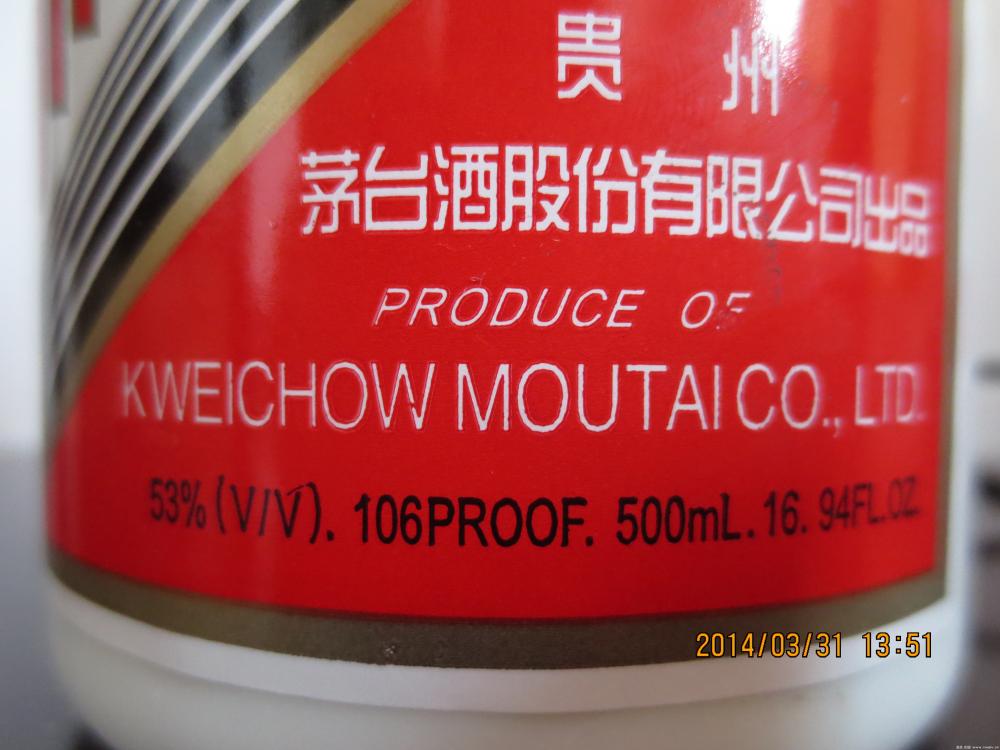 贵州
茅台酒股份有限公司出品
PRODUCE OF
KWEICHOW MOUTAI CO., LTD.
53% (V/V). 106PROOF. 500mL. 16. 94FL.OZ.
2014/03/31 13:51